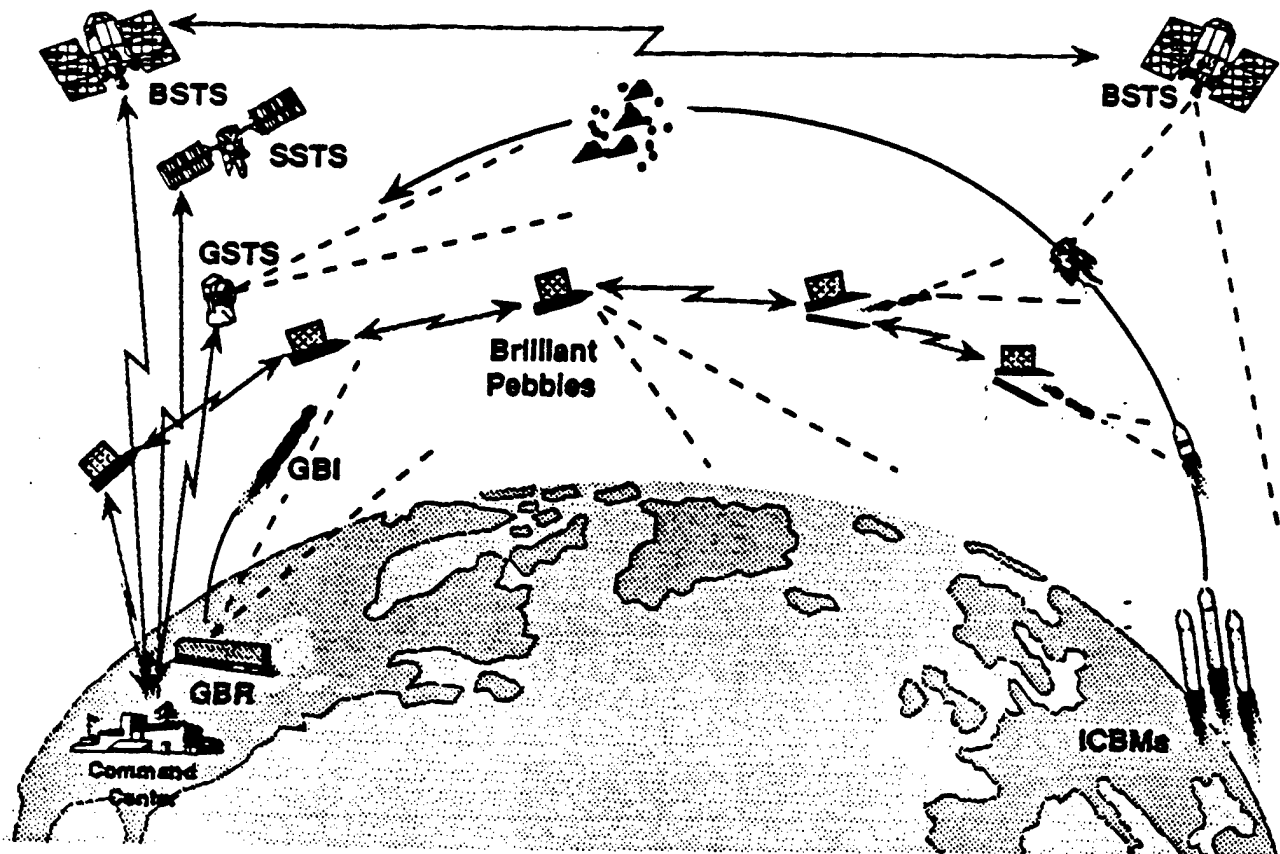 BSTS
BSTS
SSTS
GSTS
Brilliant
Pebbles
GBI
GBR
ICBMs
Command
Center